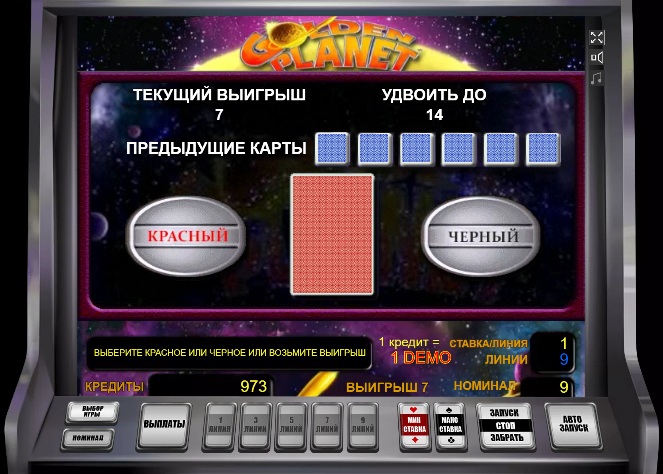 GOLDEN
PLANET
ТЕКУЩИЙ ВЫИГРЫШ
7
УДВОИТЬ ДО
14
ПРЕДЫДУЩИЕ КАРТЫ
КРАСНЫЙ
ЧЕРНЫЙ
ВЫБЕРИТЕ КРАСНОЕ ИЛИ ЧЕРНОЕ ИЛИ ВОЗЬМИТЕ ВЫИГРЫШ
1 кредит =
1 DEMO
СТАВКА/ЛИНИЯ 1
ЛИНИИ 9
КРЕДИТЫ 973
ВЫИГРЫШ 7
НОМИНАЛ 9
ВЫБОР
ИГРЫ
НОМИНАЛ
ВЫПЛАТЫ
1
ЛИНИЯ
3
ЛИНИИ
5
ЛИНИЙ
7
ЛИНИЙ
9
ЛИНИЙ
МИН
СТАВКА
МАКС
СТАВКА
ЗАПУСК
СТОП
ЗАБРАТЬ
АВТО
ЗАПУСК